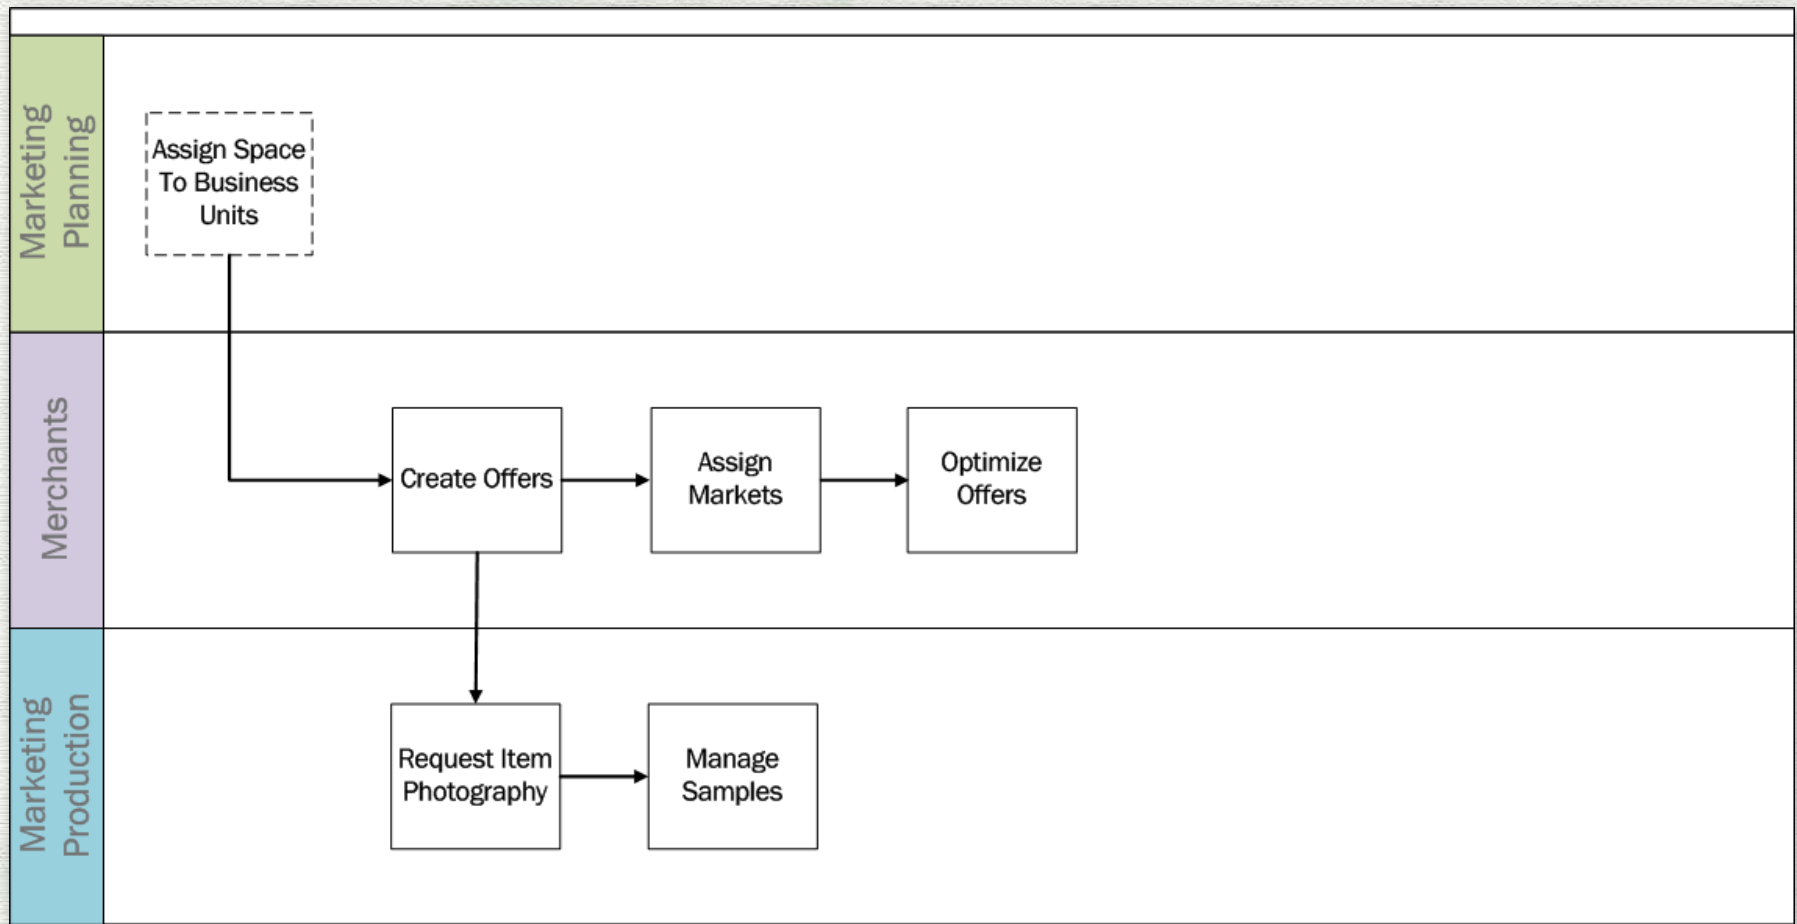 Marketing
Planning
Assign Space
To Business
Units
Merchants
Create Offers
Assign
Markets
Optimize
Offers
Marketing
Production
Request Item
Photography
Manage
Samples